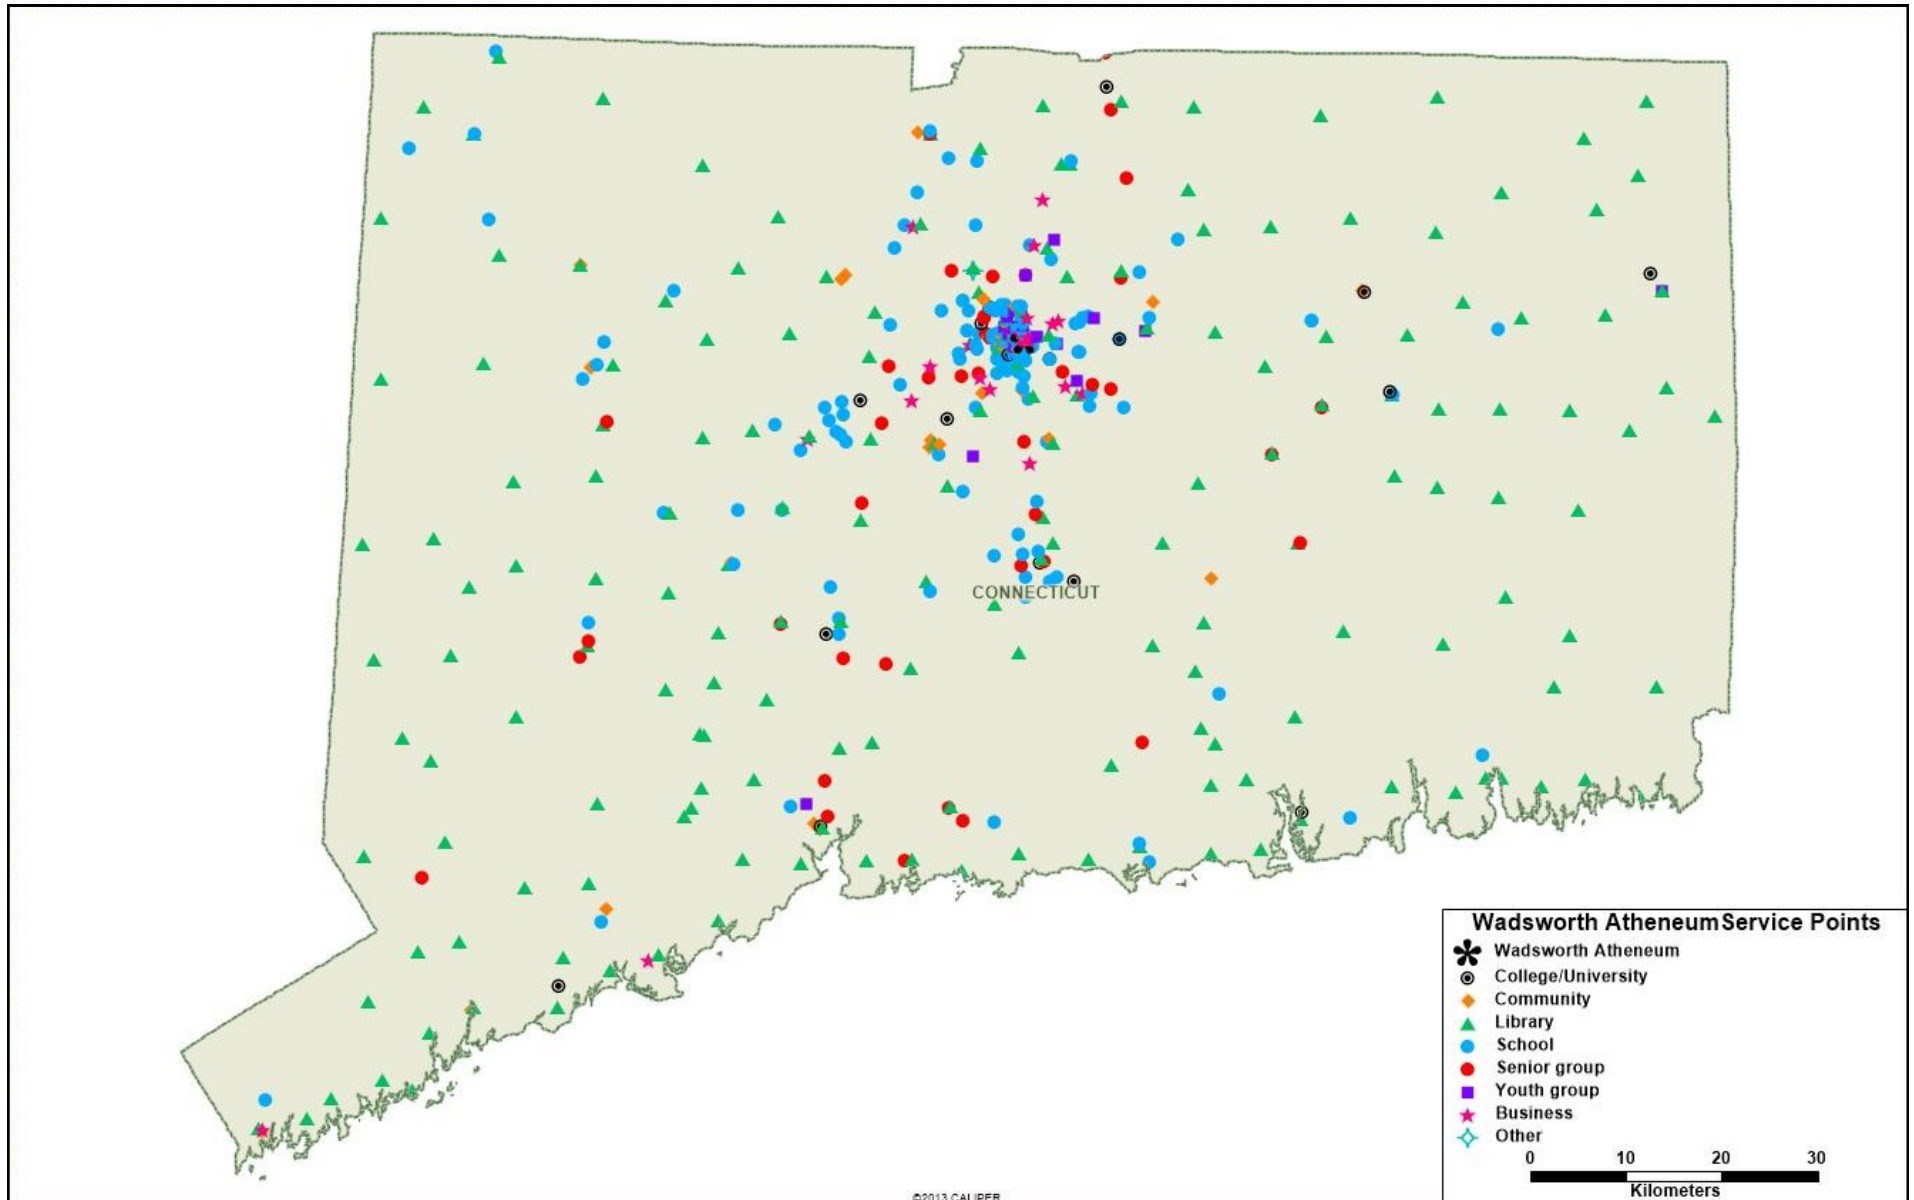 CONNECTICUT
Wadsworth Atheneum Service Points
Wadsworth Atheneum
College/University
Community
Library
School
Senior group
Youth group
Business
Other
0 10 20 30
Kilometers
©2013 CALIPER